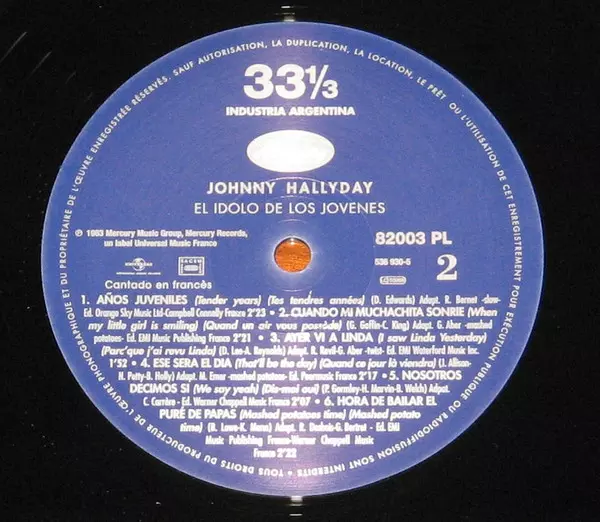 TOUS DROITS DU PRODUCTEUR PHONOGRAPHIQUE ET DU PROPRIÉTAIRE DE L'ŒUVRE ENREGISTRÉE RÉSERVÉS. SAUF AUTORISATION, LA DUPLICATION, LA LOCATION, LE PRÊT OU L'UTILISATION DE CET ENREGISTREMENT POUR EXÉCUTION PUBLIQUE OU RADIODIFFUSION SONT INTERDITS •
33⅓
INDUSTRIA ARGENTINA
JOHNNY HALLYDAY
EL IDOLO DE LOS JOVENES
℗ 1963 Mercury Music Group, Mercury Records,
un label Universal Music France
82003 PL
UNIVERSAL
SACEM
536 930-5
2
Cantado en francès
1. AÑOS JUVENILES (Tender years) (Tes tendres années) (D. Edwards) Adapt. R. Bernet -slow-
Ed. Orange Sky Music Ltd-Campbell Connelly France 2'23 • 2.CUANDO MI MUCHACHITA SONRIE (When
my little girl is smiling) (Quand un air vous possède) (G. Goffin-C. King) Adapt. G. Aber -mashed
potatoes- Ed. EMI Music Publishing France 2'21 • 3. AYER VI A LINDA (I saw Linda Yesterday)
(Parc'que j'ai revu Linda) (D. Lee-A. Reynolds) Adapt. R. Revil-G. Aber -twist- Ed. EMI Waterford Music Inc.
1'52 • 4. ESE SERA EL DIA (That'll be the day) (Quand ce jour là viendra) (J. Allison-
N. Petty-B. Holly) Adapt. M. Emer -mashed potatoes- Ed. Peermusic France 2'17 • 5. NOSOTROS
DECIMOS SI (We say yeah) (Dis-moi oui) (P. Gormley-H. Marvin-B. Welch) Adpat.
C. Carrère - Ed. Warner Chappell Music France 2'07 • 6. HORA DE BAILAR EL
PURÉ DE PAPAS (Mashed potatoes time) (Mashed potato
time) (B. Lowe-K. Mann) Adapt. R. Dubois-G. Bertret - Ed. EMI
Music Publishing France-Warner Chappell Music
France 2'22